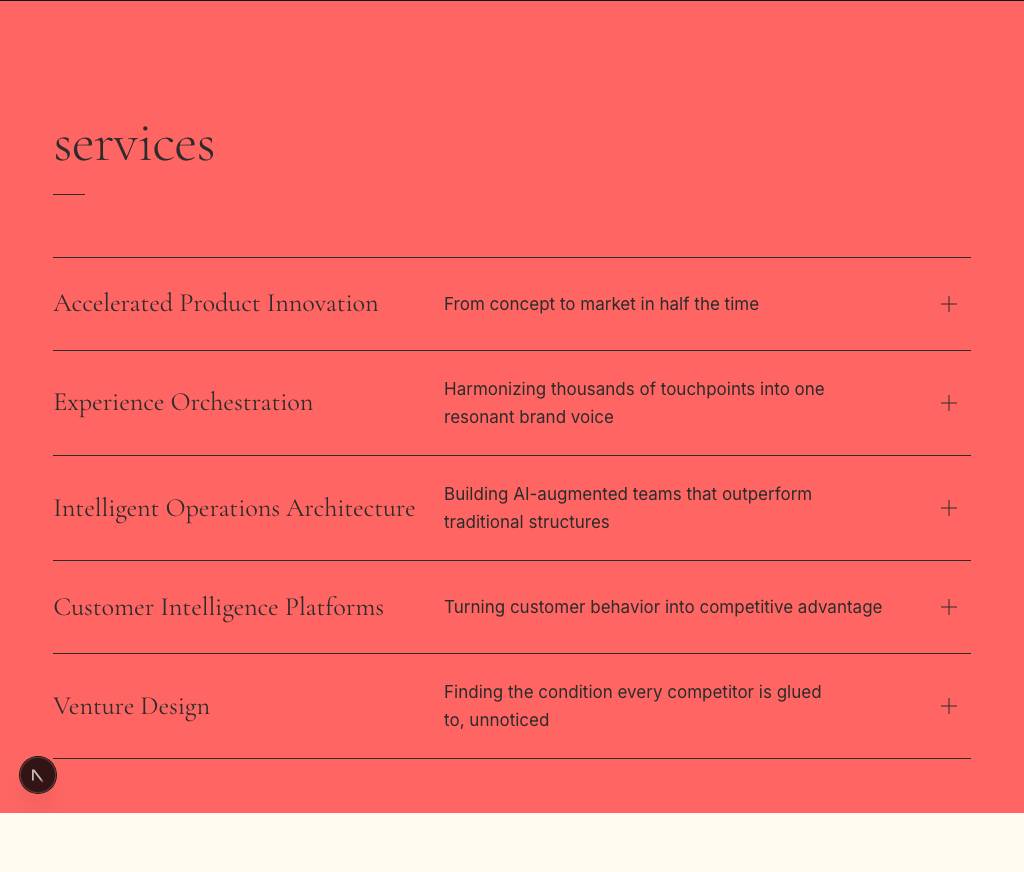 services
Accelerated Product Innovation
From concept to market in half the time
Experience Orchestration
Harmonizing thousands of touchpoints into one
resonant brand voice
Intelligent Operations Architecture
Building AI-augmented teams that outperform
traditional structures
Customer Intelligence Platforms
Turning customer behavior into competitive advantage
Venture Design
Finding the condition every competitor is glued
to, unnoticed